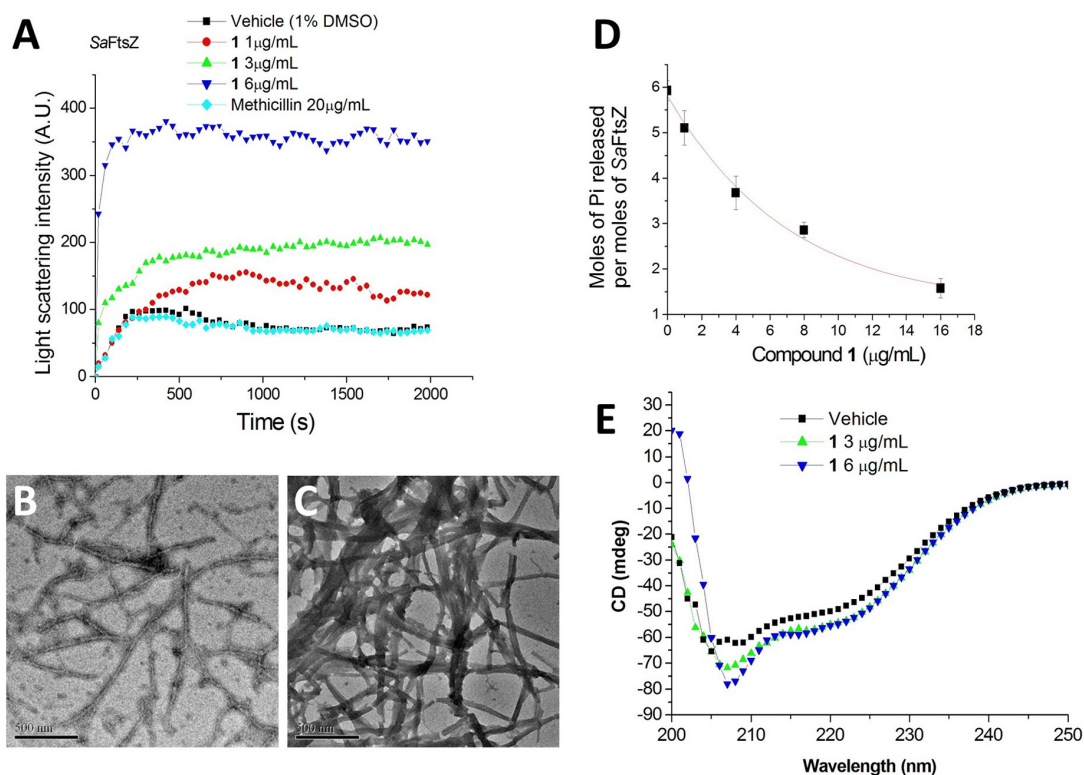 A
SaFtsZ
Vehicle (1% DMSO)
1 1µg/mL
1 3µg/mL
1 6µg/mL
Methicillin 20µg/mL
400
300
200
100
0
Light scattering intensity (A.U.)
0 500 1000 1500 2000
Time (s)
D
6
5
4
3
2
1
Moles of Pi released
per moles of SaFtsZ
0 2 4 6 8 10 12 14 16 18
Compound 1 (µg/mL)
B
500 nm
C
500 nm
E
Vehicle
1 3 µg/mL
1 6 µg/mL
30
20
10
0
-10
-20
-30
-40
-50
-60
-70
-80
-90
CD (mdeg)
200 210 220 230 240 250
Wavelength (nm)